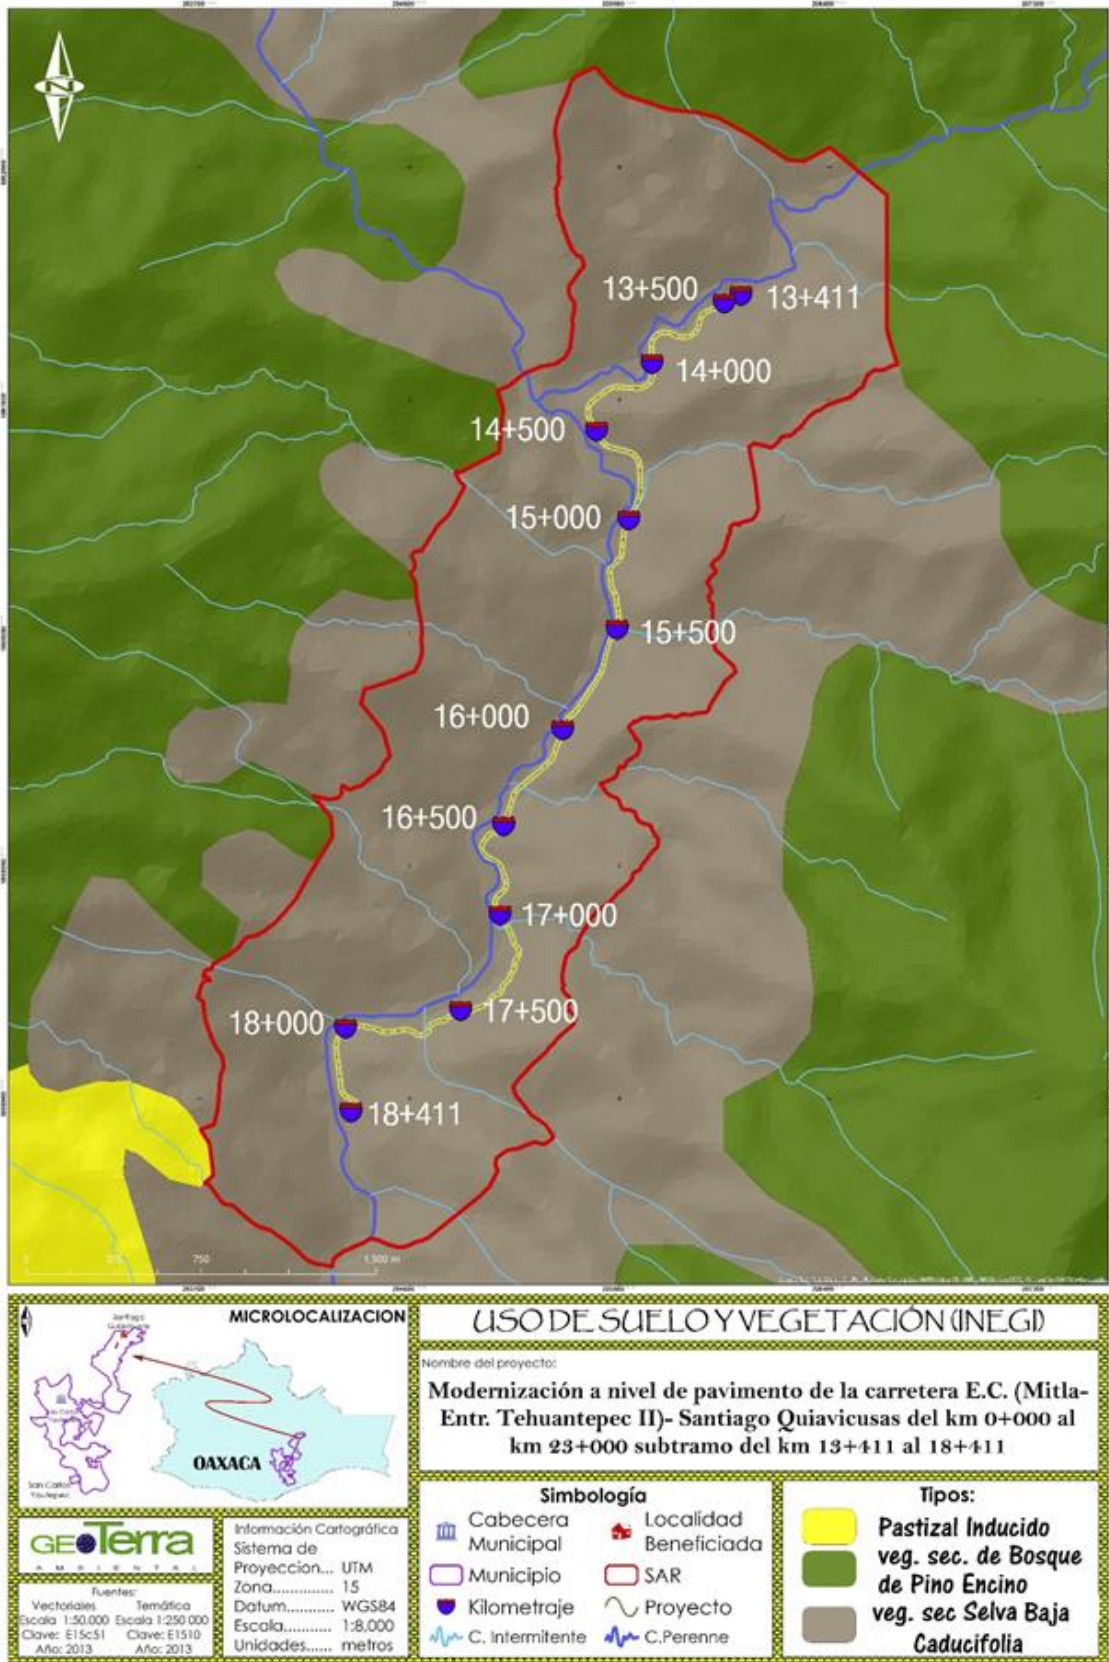 N
13+500
13+411
14+000
14+500
15+000
15+500
16+000
16+500
17+000
17+500
18+000
18+411
0
750
1,500 m
MICROLOCALIZACION
Santiago
OAXACA
San Carlos
Yautepec
USO DE SUELO Y VEGETACIÓN (INEGI)
Nombre del proyecto:
Modernización a nivel de pavimento de la carretera E.C. (Mitla-
Entr. Tehuantepec II)- Santiago Quiavicusas del km 0+000 al
km 23+000 subtramo del km 13+411 al 18+411
GEOTerra
AMBIENTAL
Fuentes:
Vectoriales Temática
Escala 1:50,000 Escala 1:250 000
Clave: E15c51 Clave: E1510
Año: 2013 Año: 2013
Información Cartográfica
Sistema de
Proyeccion... UTM
Zona............... 15
Datum........... WGS84
Escala............ 1:8,000
Unidades...... metros
Simbología
Cabecera
Municipal
Localidad
Beneficiada
Municipio
SAR
Kilometraje
Proyecto
C. Intermitente
C.Perenne
Tipos:
Pastizal Inducido
veg. sec. de Bosque
de Pino Encino
veg. sec Selva Baja
Caducifolia